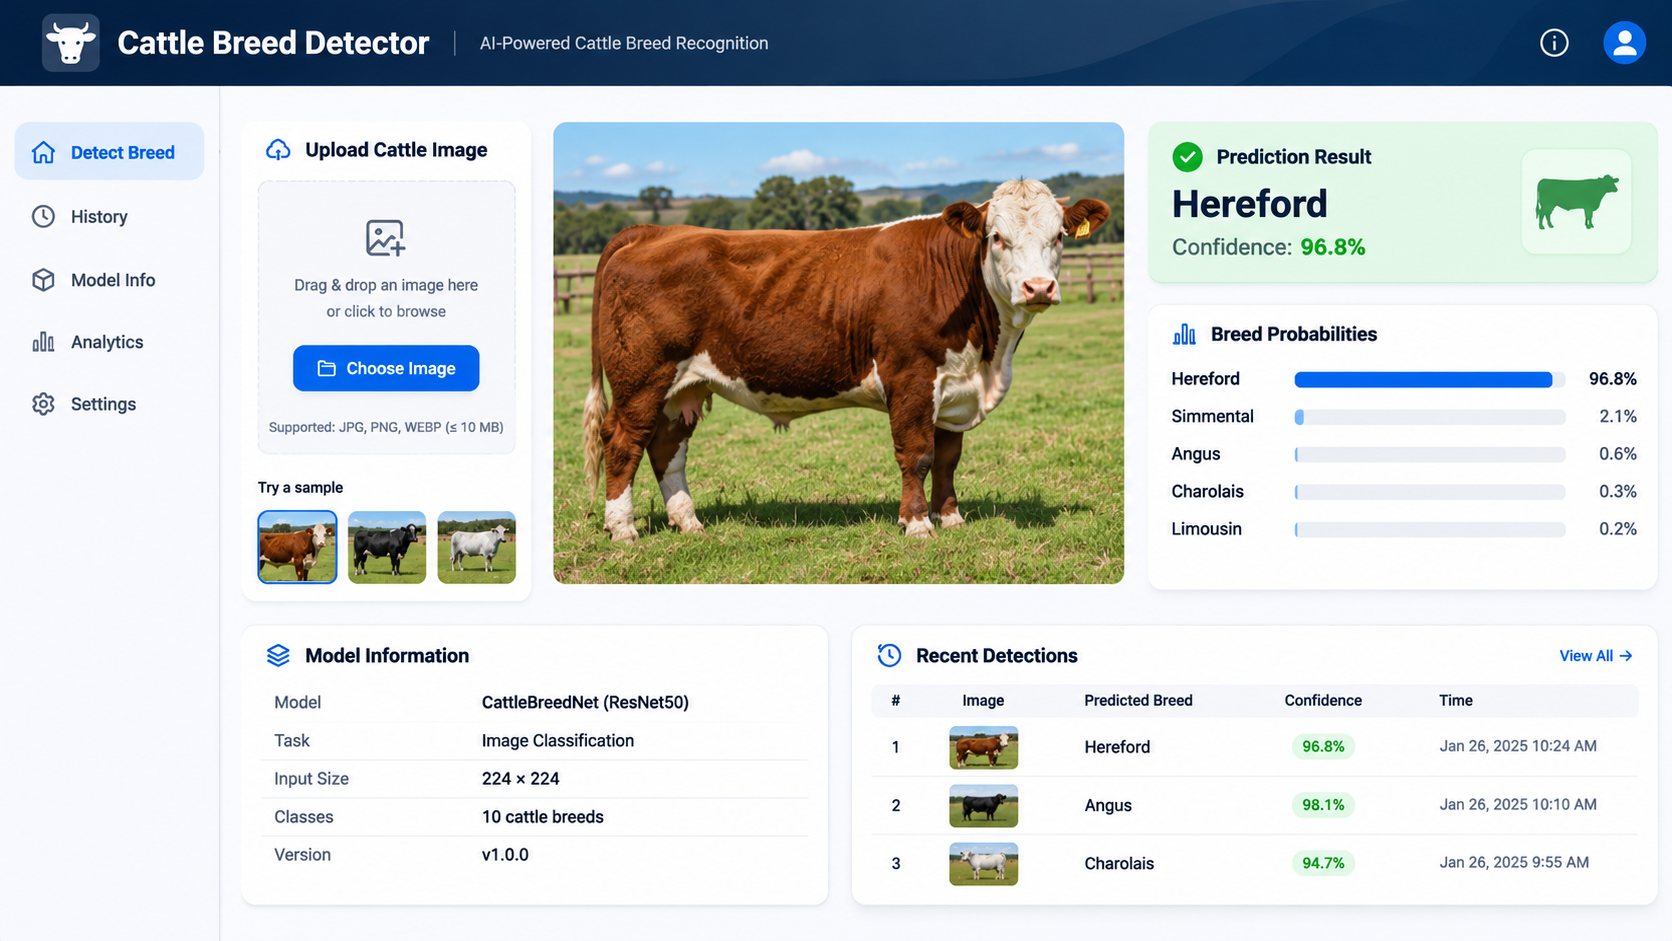 Cattle Breed Detector
AI-Powered Cattle Breed Recognition
Detect Breed
History
Model Info
Analytics
Settings
Upload Cattle Image
Drag & drop an image here
or click to browse
Choose Image
Supported: JPG, PNG, WEBP (≤ 10 MB)
Try a sample
Prediction Result
Hereford
Confidence: 96.8%
Breed Probabilities
Hereford 96.8%
Simmental 2.1%
Angus 0.6%
Charolais 0.3%
Limousin 0.2%
Model Information
Model CattleBreedNet (ResNet50)
Task Image Classification
Input Size 224 × 224
Classes 10 cattle breeds
Version v1.0.0
Recent Detections
View All →
# Image Predicted Breed Confidence Time
1 Hereford 96.8% Jan 26, 2025 10:24 AM
2 Angus 98.1% Jan 26, 2025 10:10 AM
3 Charolais 94.7% Jan 26, 2025 9:55 AM